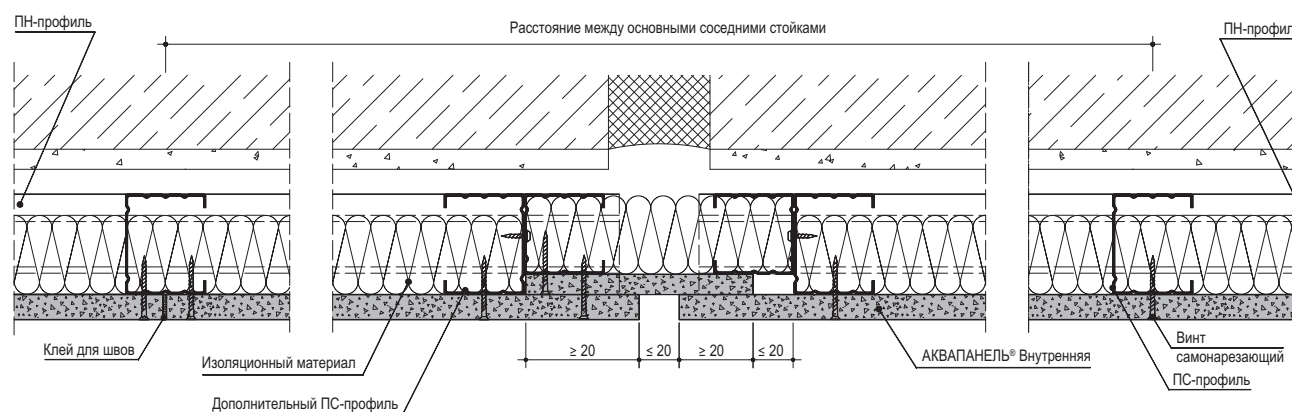 ПН-профиль
Расстояние между основными соседними стойками
ПН-профил
Клей для швов
Изоляционный материал
Дополнительный ПС-профиль
≥ 20
≤ 20
≥ 20
≤ 20
АКВАПАНЕЛЬ® Внутренняя
Винт
самонарезающий
ПС-профиль